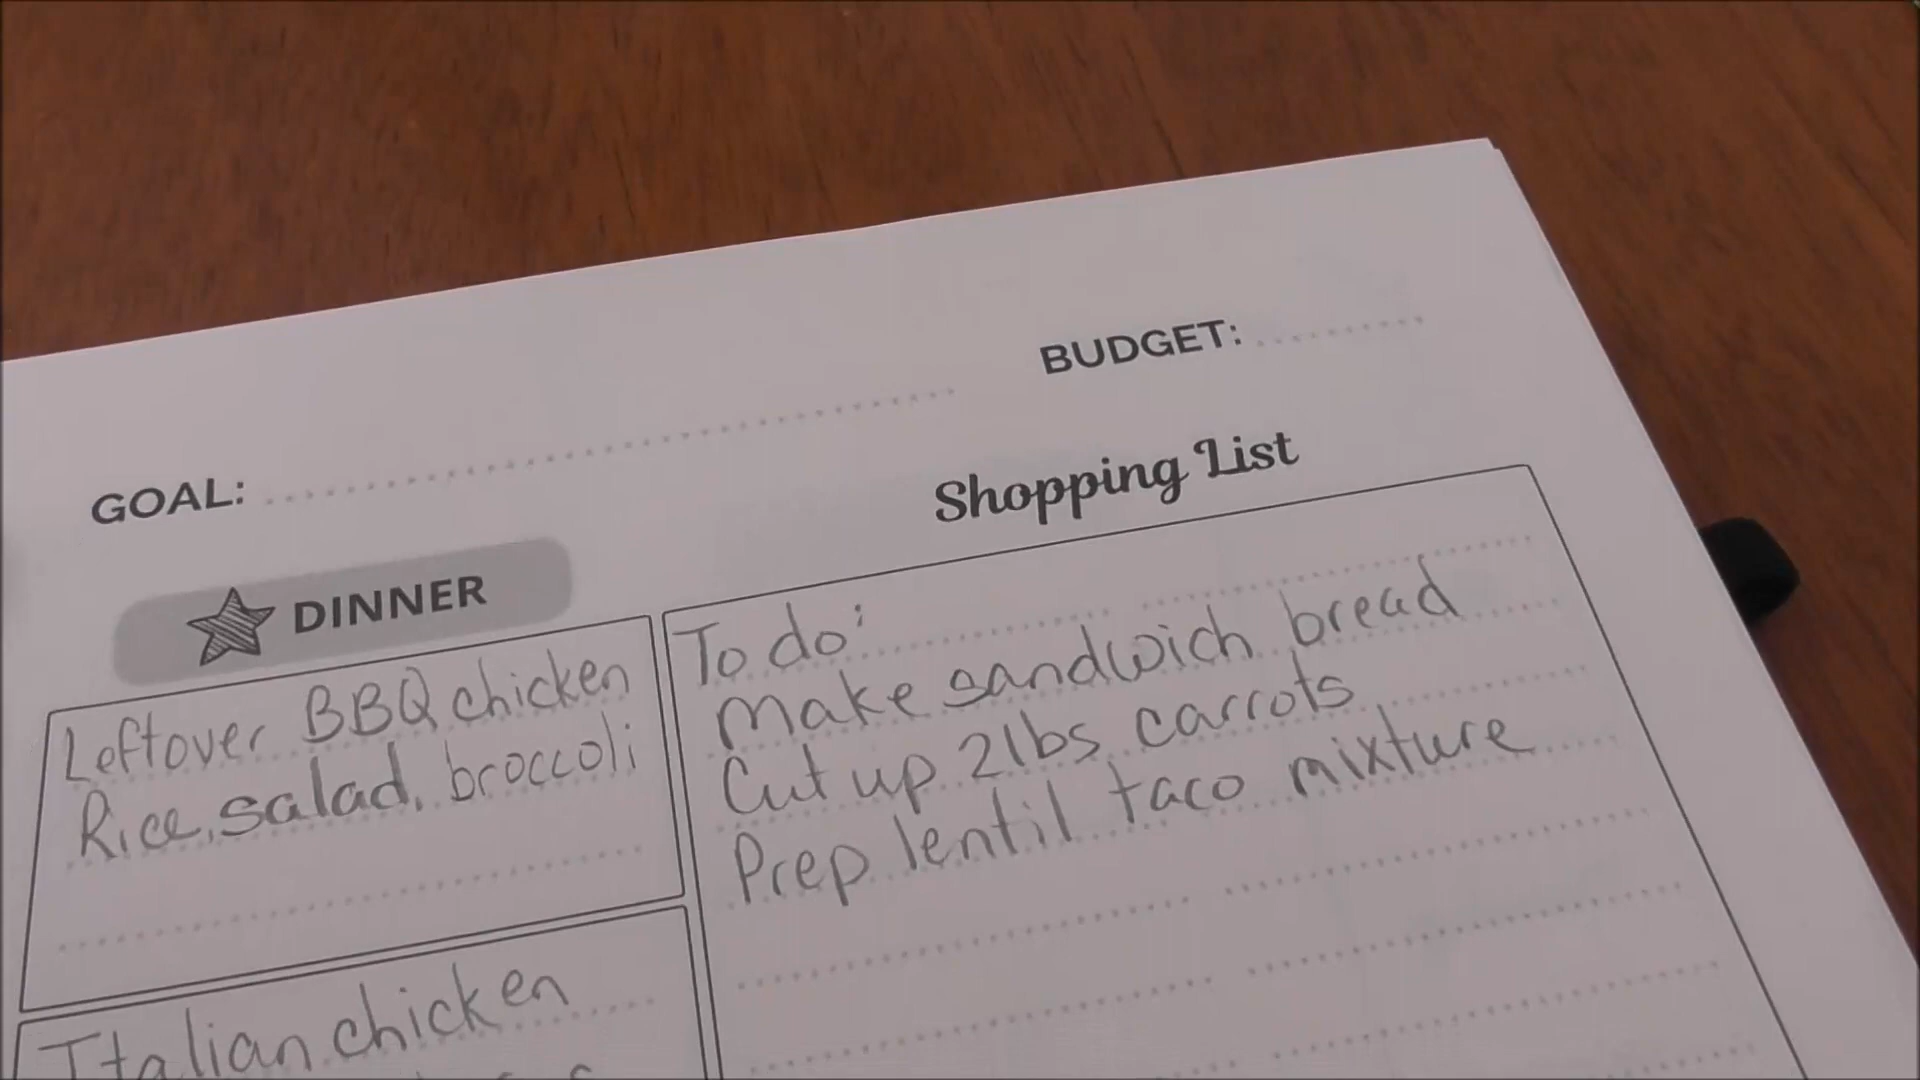 BUDGET:
GOAL:
Shopping List
DINNER
Leftover BBQ chicken
Rice, salad, broccoli
Italian chicken
To do:
make sandwich bread
Cut up 2lbs carrots
Prep lentil taco mixture